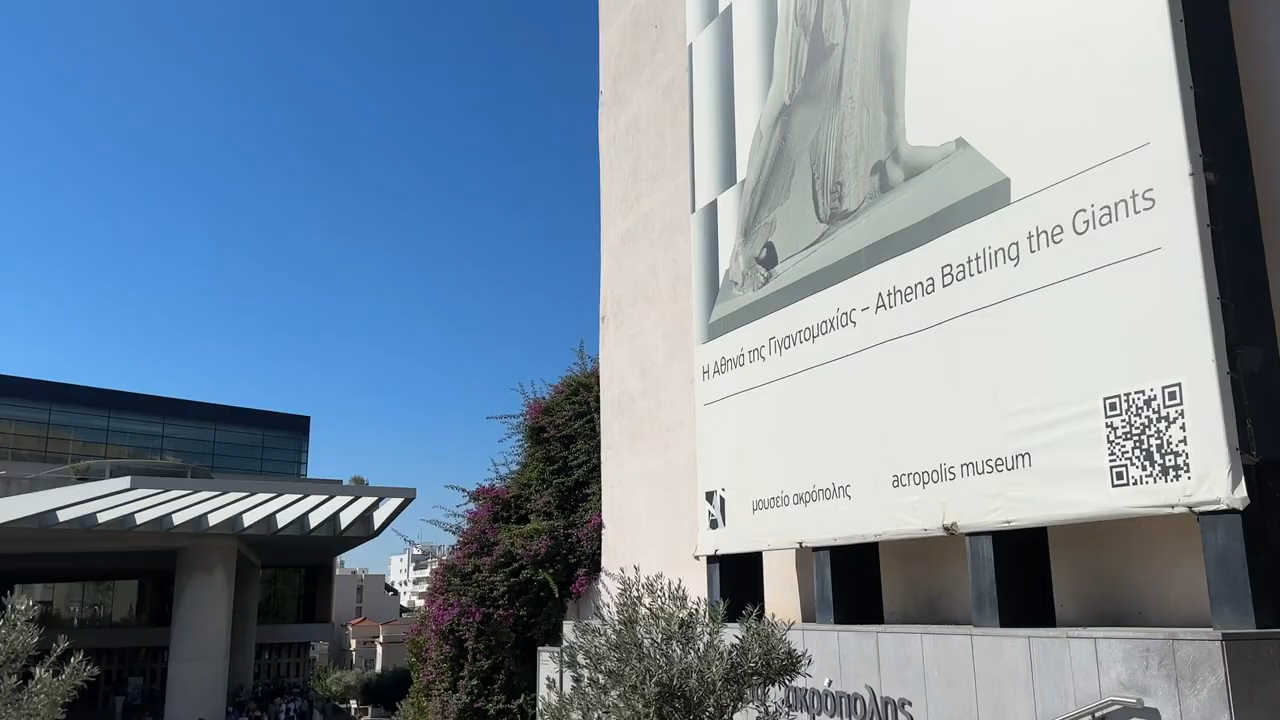 Η Αθηνά της Γιγαντομαχίας – Athena Battling the Giants
μουσείο ακρόπολης
acropolis museum
ακρόπολης